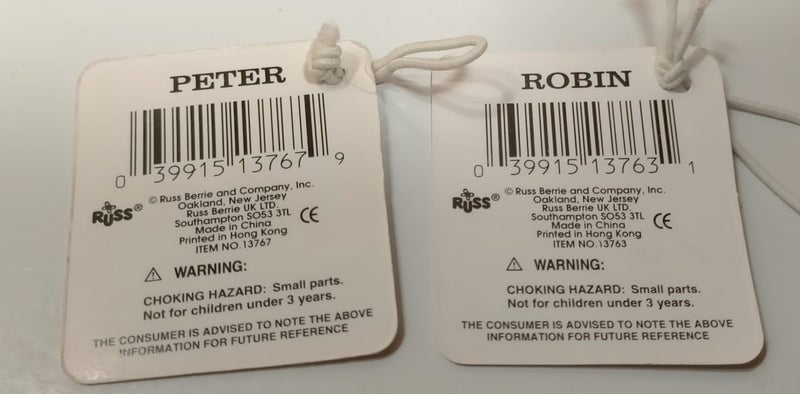 PETER
0 39915 13767 9
RUSS®
© Russ Berrie and Company, Inc.
Oakland, New Jersey
Russ Berrie UK LTD.
Southampton SO53 3TL
CE
Made in China
Printed in Hong Kong
ITEM NO. 13767
WARNING:
CHOKING HAZARD: Small parts.
Not for children under 3 years.
THE CONSUMER IS ADVISED TO NOTE THE ABOVE
INFORMATION FOR FUTURE REFERENCE
ROBIN
0 39915 13763 1
RUSS®
© Russ Berrie and Company, Inc.
Oakland, New Jersey
Russ Berrie UK LTD.
Southampton SO53 3TL
CE
Made in China
Printed in Hong Kong
ITEM NO. 13763
WARNING:
CHOKING HAZARD: Small parts.
Not for children under 3 years.
THE CONSUMER IS ADVISED TO NOTE THE ABOVE
INFORMATION FOR FUTURE REFERENCE